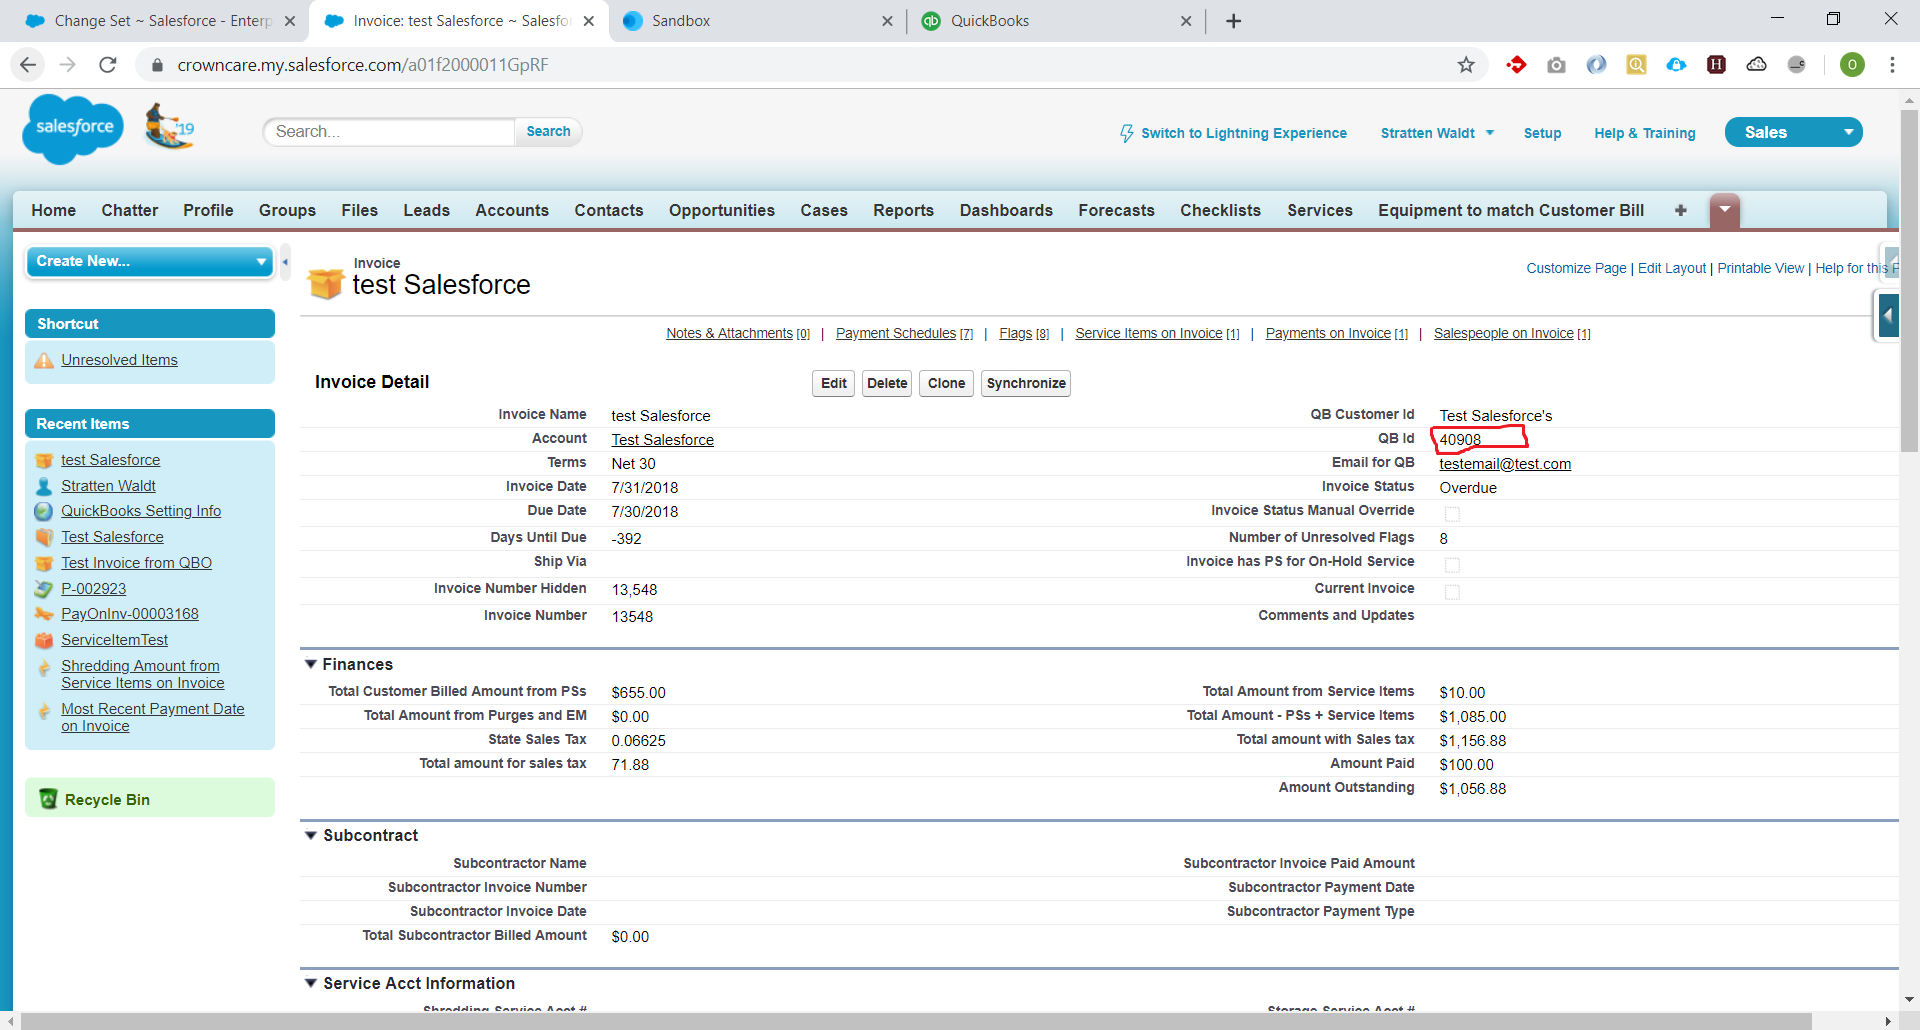 Change Set ~ Salesforce - Enterp
Invoice: test Salesforce ~ Salesfo
Sandbox
QuickBooks
crowncare.my.salesforce.com/a01f2000011GpRF
salesforce
'19
Search...
Search
Switch to Lightning Experience
Stratten Waldt
Setup
Help & Training
Sales
Home Chatter Profile Groups Files Leads Accounts Contacts Opportunities Cases Reports Dashboards Forecasts Checklists Services Equipment to match Customer Bill +
Create New...
Shortcut
Unresolved Items
Recent Items
test Salesforce
Stratten Waldt
QuickBooks Setting Info
Test Salesforce
Test Invoice from QBO
P-002923
PayOnInv-00003168
ServiceItemTest
Shredding Amount from
Service Items on Invoice
Most Recent Payment Date
on Invoice
Recycle Bin
Invoice
test Salesforce
Customize Page | Edit Layout | Printable View | Help for this P
Notes & Attachments [0] | Payment Schedules [7] | Flags [8] | Service Items on Invoice [1] | Payments on Invoice [1] | Salespeople on Invoice [1]
Invoice Detail
Edit Delete Clone Synchronize
Invoice Name test Salesforce QB Customer Id Test Salesforce's
Account Test Salesforce QB Id 40908
Terms Net 30 Email for QB testemail@test.com
Invoice Date 7/31/2018 Invoice Status Overdue
Due Date 7/30/2018 Invoice Status Manual Override
Days Until Due -392 Number of Unresolved Flags 8
Ship Via Invoice has PS for On-Hold Service
Invoice Number Hidden 13,548 Current Invoice
Invoice Number 13548 Comments and Updates
Finances
Total Customer Billed Amount from PSs $655.00 Total Amount from Service Items $10.00
Total Amount from Purges and EM $0.00 Total Amount - PSs + Service Items $1,085.00
State Sales Tax 0.06625 Total amount with Sales tax $1,156.88
Total amount for sales tax 71.88 Amount Paid $100.00
Amount Outstanding $1,056.88
Subcontract
Subcontractor Name Subcontractor Invoice Paid Amount
Subcontractor Invoice Number Subcontractor Payment Date
Subcontractor Invoice Date Subcontractor Payment Type
Total Subcontractor Billed Amount $0.00
Service Acct Information
Shredding Service Acct # Storage Service Acct #